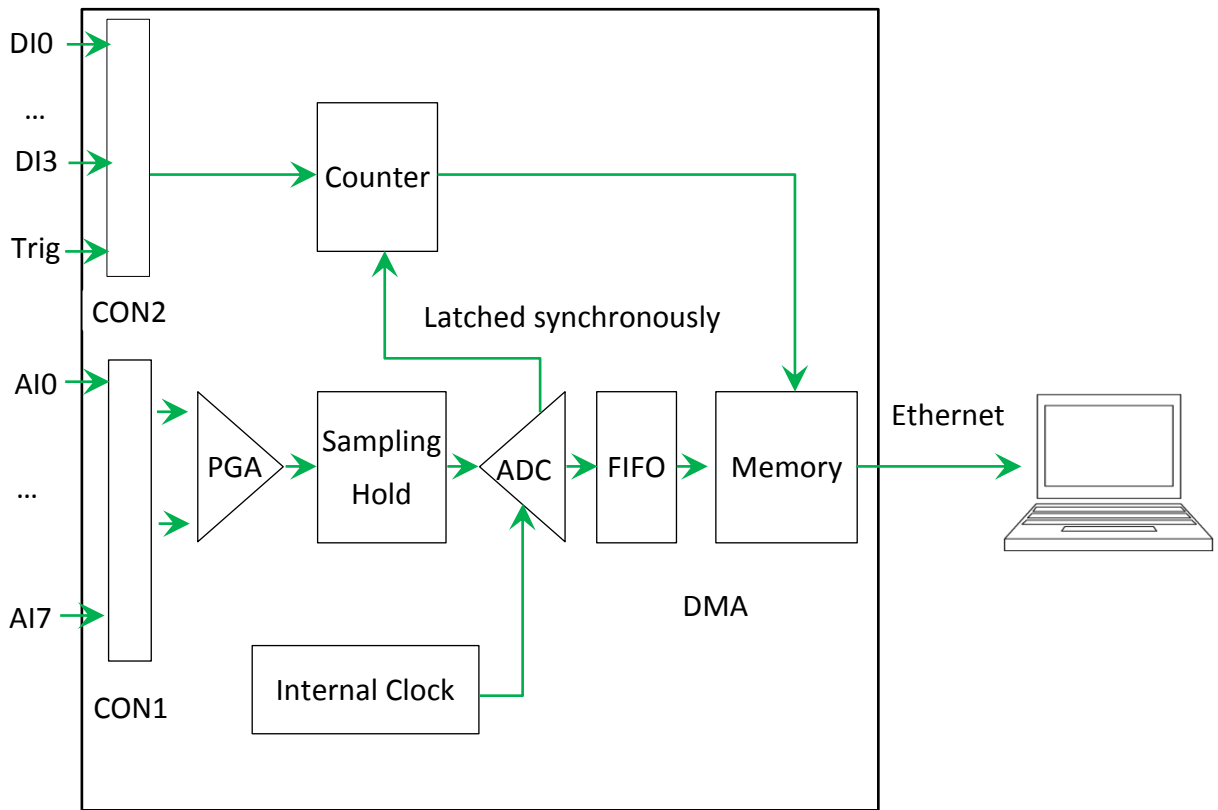 DI0
...
DI3
Trig
CON2
Counter
Latched synchronously
AI0
...
AI7
CON1
PGA
Sampling
Hold
ADC
FIFO
Memory
DMA
Internal Clock
Ethernet